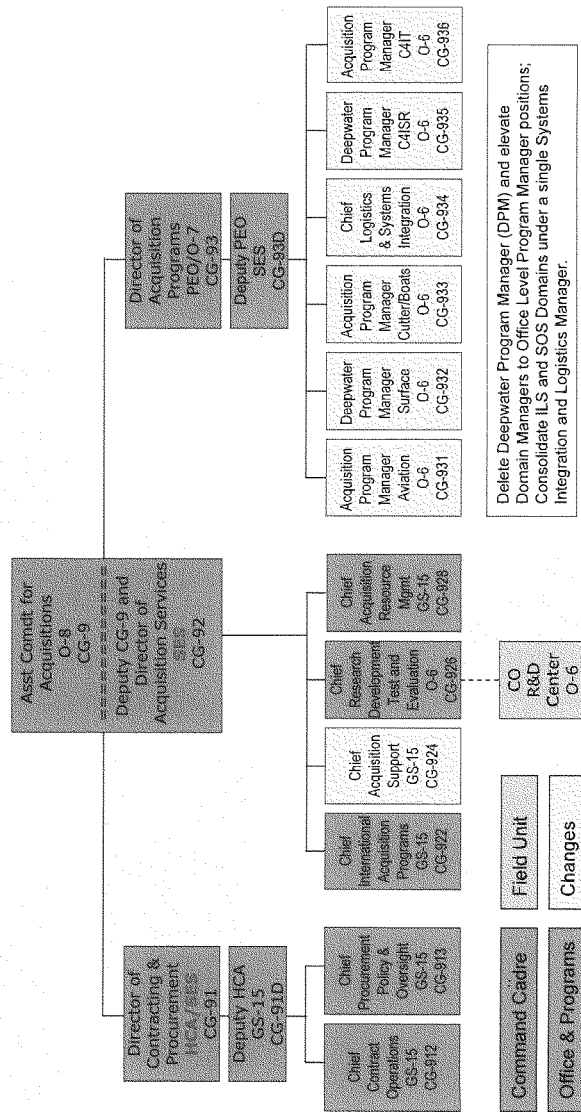 Asst Comdt for
Acquisitions
O-8
CG-9
==========
Deputy CG-9 and
Director of
Acquisition Services
SES
CG-92
Director of
Contracting &
Procurement
HCA/SES
CG-91
Deputy HCA
GS-15
CG-91D
Chief
Contract
Operations
GS-15
CG-912
Chief
Procurement
Policy &
Oversight
GS-15
CG-913
Chief
International
Acquisition
Programs
GS-15
CG-922
Chief
Acquisition
Support
GS-15
CG-924
Chief
Research
Development
Test and
Evaluation
O-6
CG-926
Chief
Acquisition
Resource
Mgmt
GS-15
CG-928
CO
R&D
Center
O-6
Director of
Acquisition
Programs
PEO/O-7
CG-93
Deputy PEO
SES
CG-93D
Acquisition
Program
Manager
Aviation
O-6
CG-931
Deepwater
Program
Manager
Surface
O-6
CG-932
Acquisition
Program
Manager
Cutter/Boats
O-6
CG-933
Chief
Logistics
& Systems
Integration
O-6
CG-934
Deepwater
Program
Manager
C4ISR
O-6
CG-935
Acquisition
Program
Manager
C4IT
O-6
CG-936
Command Cadre
Field Unit
Office & Programs
Changes
Delete Deepwater Program Manager (DPM) and elevate
Domain Managers to Office Level Program Manager positions;
Consolidate ILS and SOS Domains under a single Systems
Integration and Logistics Manager.